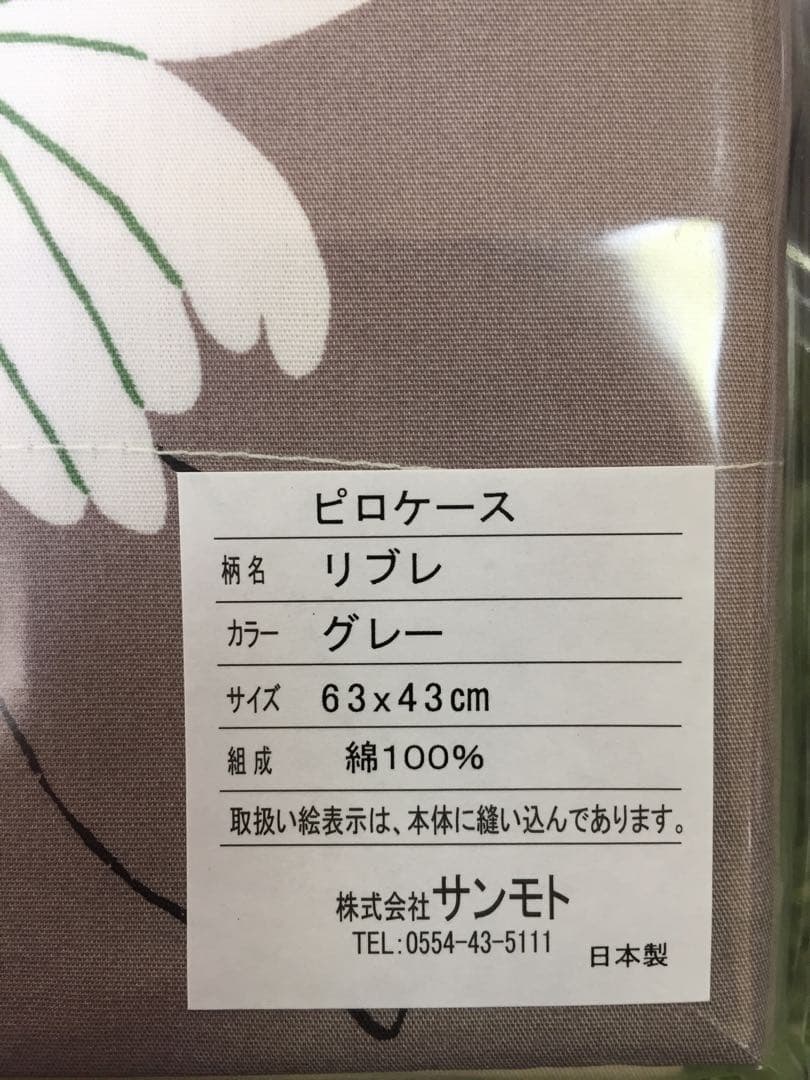 ピロケース
柄名 リブレ
カラー グレー
サイズ 63x43cm
組成 綿100%
取扱い絵表示は、本体に縫い込んであります。
株式会社サンモト
TEL:0554-43-5111
日本製